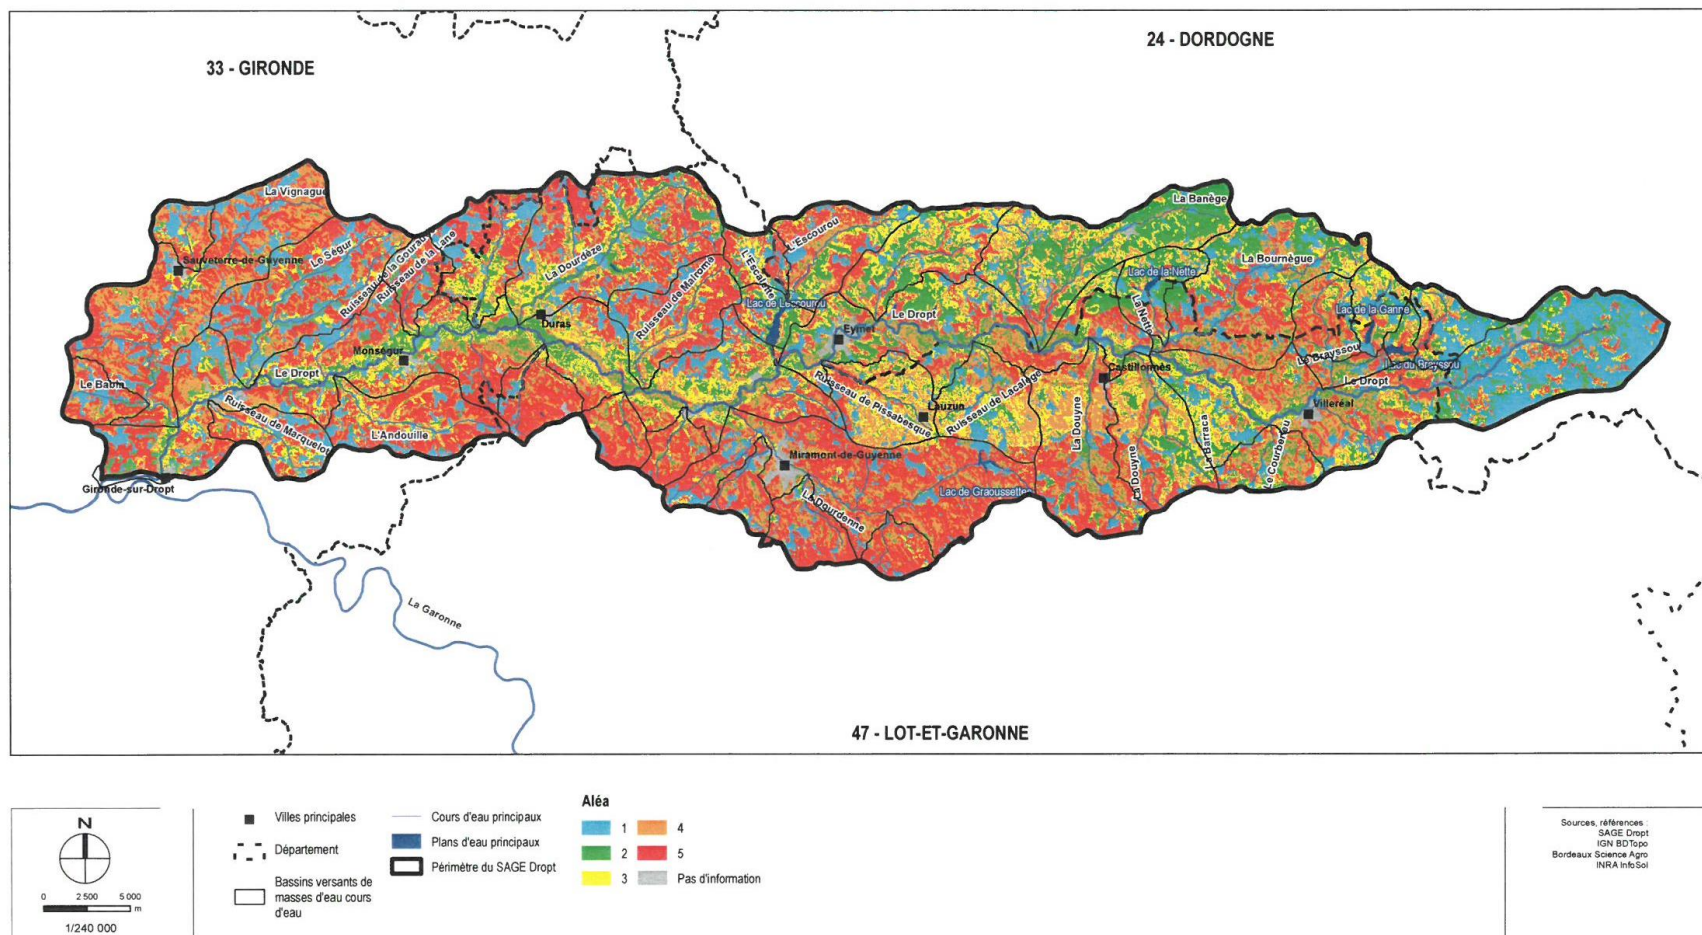 24 - DORDOGNE
33 - GIRONDE
La Vignague
La Banège
L'Escourou
Le Ségur
Ruisseau de la Gourau
Ruisseau de la Lane
Sauveterre-de-Guyenne
La Dourdèze
Ruisseau de Malromé
L'Escalette
La Bournègue
Lac de la Nette
La Nette
Lac de Lescourou
Lac de la Ganne
Duras
Eymet
Le Dropt
Monségur
Le Brayssou
Lac du Brayssou
Le Dropt
Le Babin
Le Dropt
Castillonnès
Ruisseau de Pissabesque
Ruisseau de Lacalège
Lauzun
Villeréal
Ruisseau de Marquelot
L'Andouille
La Douyne
La Barraca
Le Courberieu
Miramont-de-Guyenne
La Douine
Gironde-sur-Dropt
Lac de Graoussettes
La Dourdenne
La Garonne
47 - LOT-ET-GARONNE
N
0 2 500 5 000
m
1/240 000
Villes principales
Département
Bassins versants de
masses d'eau cours
d'eau
Cours d'eau principaux
Plans d'eau principaux
Périmètre du SAGE Dropt
Aléa
1 4
2 5
3 Pas d'information
Sources, références :
SAGE Dropt
IGN BDTopo
Bordeaux Science Agro
INRA InfoSol